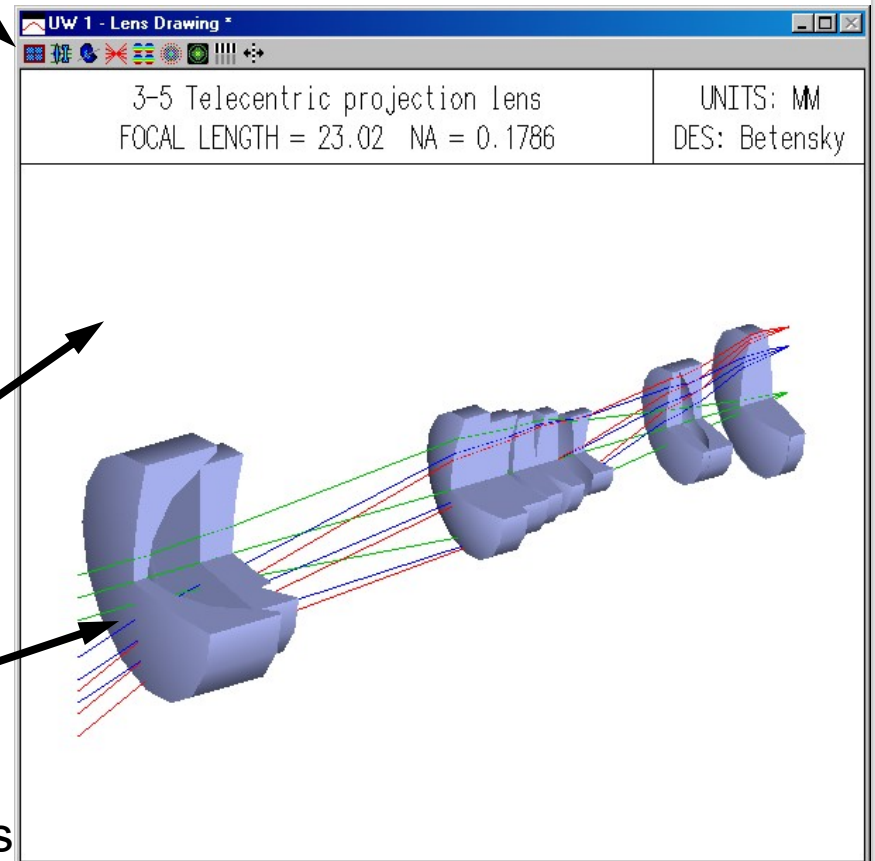 UW 1 - Lens Drawing *
3-5 Telecentric projection lens
FOCAL LENGTH = 23.02 NA = 0.1786
UNITS: MM
DES: Betensky
s